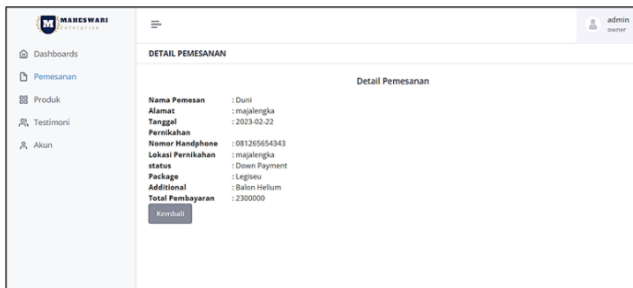 MAHESWARI
Enterprise
admin
owner
Dashboards
Pemesanan
Produk
Testimoni
Akun
DETAIL PEMESANAN
Detail Pemesanan
Nama Pemesan : Duni
Alamat : majalengka
Tanggal : 2023-02-22
Pernikahan
Nomor Handphone : 081265654343
Lokasi Pernikahan : majalengka
status : Down Payment
Package : Legiseu
Additional : Balon Helium
Total Pembayaran : 2300000
Kembali